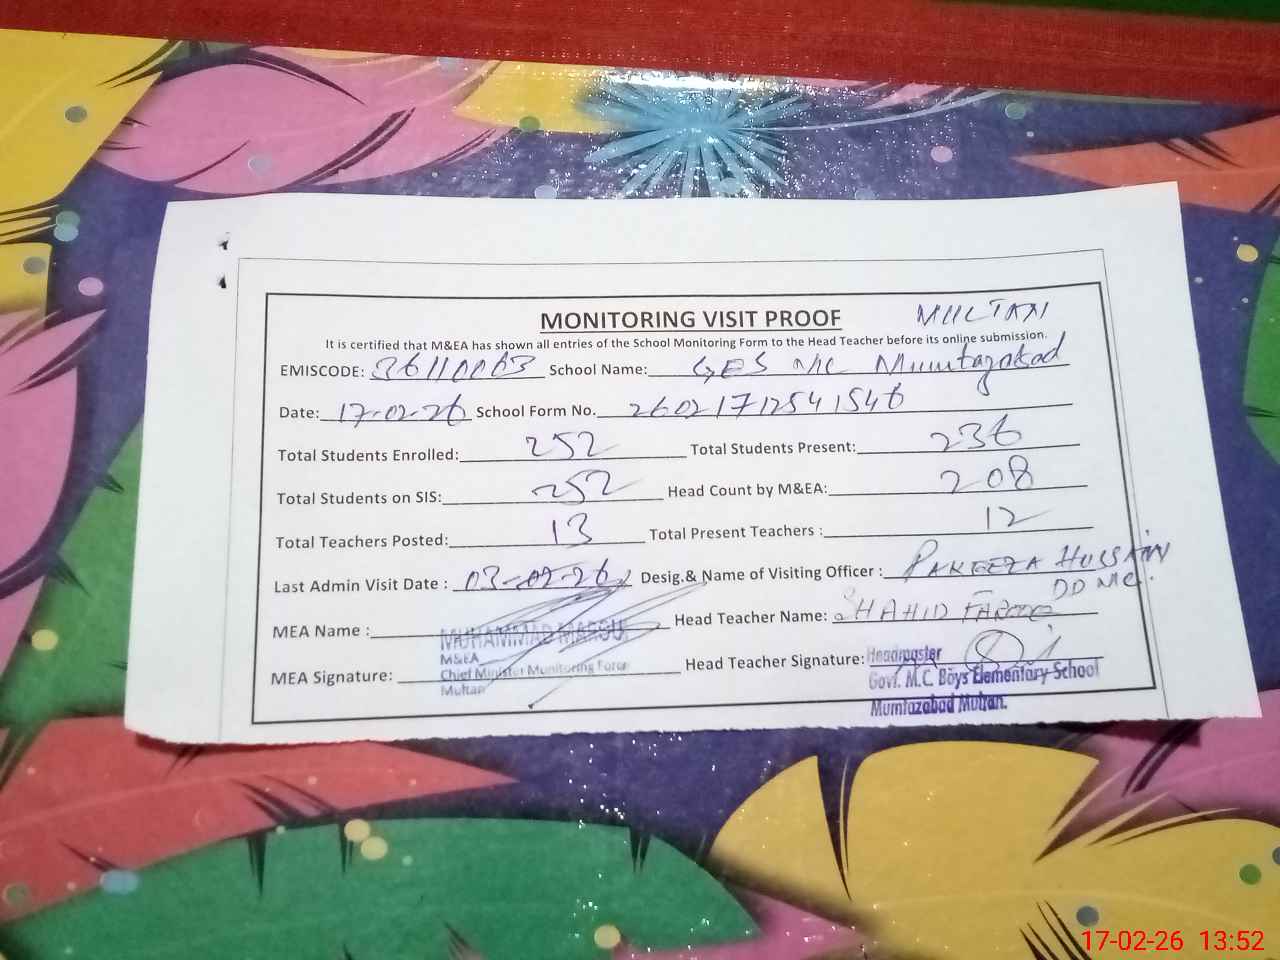 MONITORING VISIT PROOF MULTAN
It is certified that M&EA has shown all entries of the School Monitoring Form to the Head Teacher before its online submission.
EMISCODE: 36110063 School Name: GES MC Mumtazabad
Date: 17-02-26 School Form No. 26021712541546
Total Students Enrolled: 252 Total Students Present: 236
Total Students on SIS: 252 Head Count by M&EA: 208
Total Teachers Posted: 13 Total Present Teachers : 12
Last Admin Visit Date : 03-02-26 Desig.& Name of Visiting Officer : PAKEEZA HUSSAIN
DD
MEA Name : MUHAMMAD Head Teacher Name: SHAHID FAROOQ
M&EA
MEA Signature: Chief Minister Monitoring Force
Multan
Head Teacher Signature: Headmaster
Govt. M.C. Boys Elementary School
Mumtazabad Multan.
17-02-26 13:52